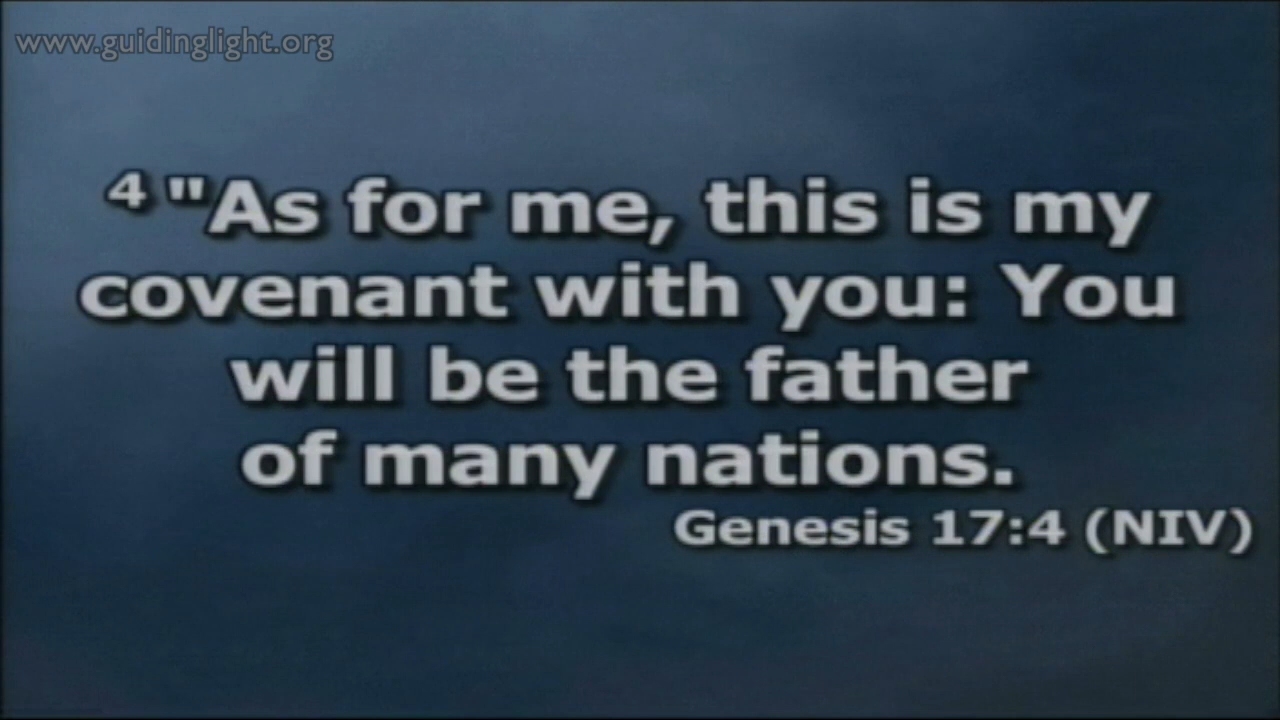 www.guidinglight.org
4 "As for me, this is my
covenant with you: You
will be the father
of many nations.
Genesis 17:4 (NIV)